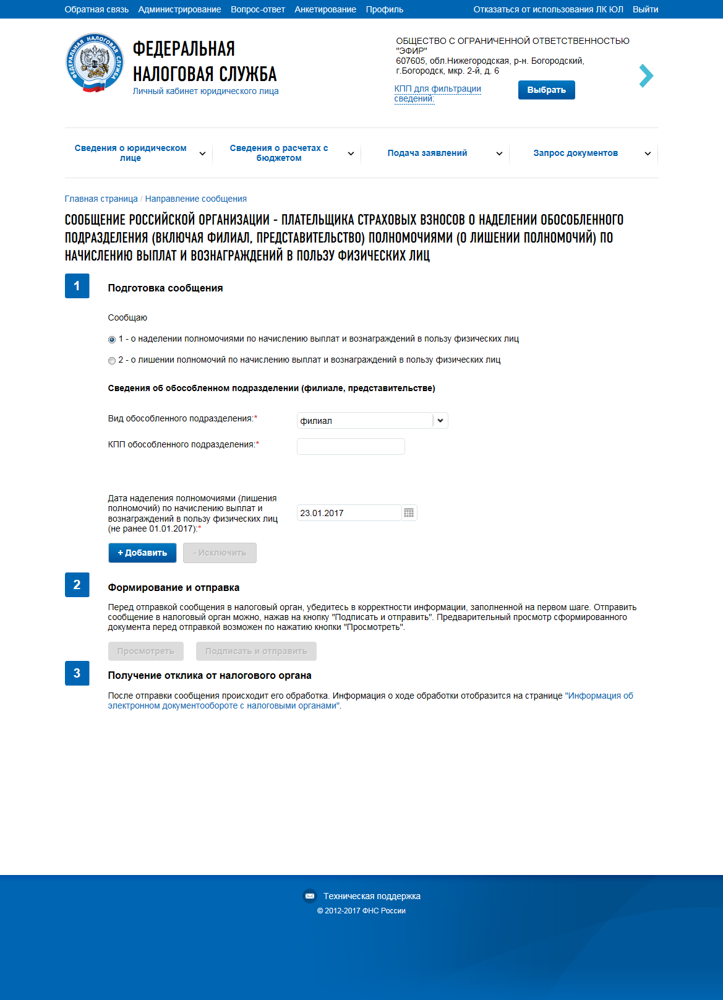 Обратная связь Администрирование Вопрос-ответ Анкетирование Профиль Отказаться от использования ЛК ЮЛ Выйти
ФЕДЕРАЛЬНАЯ НАЛОГОВАЯ СЛУЖБА
ФЕДЕРАЛЬНАЯ
НАЛОГОВАЯ СЛУЖБА
Личный кабинет юридического лица
ОБЩЕСТВО С ОГРАНИЧЕННОЙ ОТВЕТСТВЕННОСТЬЮ
"ЭФИР"
607605, обл.Нижегородская, р-н. Богородский,
г.Богородск, мкр. 2-й, д. 6
КПП для фильтрации
сведений:
Выбрать
Сведения о юридическом
лице
Сведения о расчетах с
бюджетом
Подача заявлений
Запрос документов
Главная страница / Направление сообщения
СООБЩЕНИЕ РОССИЙСКОЙ ОРГАНИЗАЦИИ - ПЛАТЕЛЬЩИКА СТРАХОВЫХ ВЗНОСОВ О НАДЕЛЕНИИ ОБОСОБЛЕННОГО
ПОДРАЗДЕЛЕНИЯ (ВКЛЮЧАЯ ФИЛИАЛ, ПРЕДСТАВИТЕЛЬСТВО) ПОЛНОМОЧИЯМИ (О ЛИШЕНИИ ПОЛНОМОЧИЙ) ПО
НАЧИСЛЕНИЮ ВЫПЛАТ И ВОЗНАГРАЖДЕНИЙ В ПОЛЬЗУ ФИЗИЧЕСКИХ ЛИЦ
1 Подготовка сообщения
Сообщаю
1 - о наделении полномочиями по начислению выплат и вознаграждений в пользу физических лиц
2 - о лишении полномочий по начислению выплат и вознаграждений в пользу физических лиц
Сведения об обособленном подразделении (филиале, представительстве)
Вид обособленного подразделения:* филиал
КПП обособленного подразделения:*
Дата наделения полномочиями (лишения
полномочий) по начислению выплат и
вознаграждений в пользу физических лиц
(не ранее 01.01.2017):*
23.01.2017
+ Добавить - Исключить
2 Формирование и отправка
Перед отправкой сообщения в налоговый орган, убедитесь в корректности информации, заполненной на первом шаге. Отправить
сообщение в налоговый орган можно, нажав на кнопку "Подписать и отправить". Предварительный просмотр сформированного
документа перед отправкой возможен по нажатию кнопки "Просмотреть".
Просмотреть Подписать и отправить
3 Получение отклика от налогового органа
После отправки сообщения происходит его обработка. Информация о ходе обработки отобразится на странице "Информация об
электронном документообороте с налоговыми органами".
Техническая поддержка
© 2012-2017 ФНС России